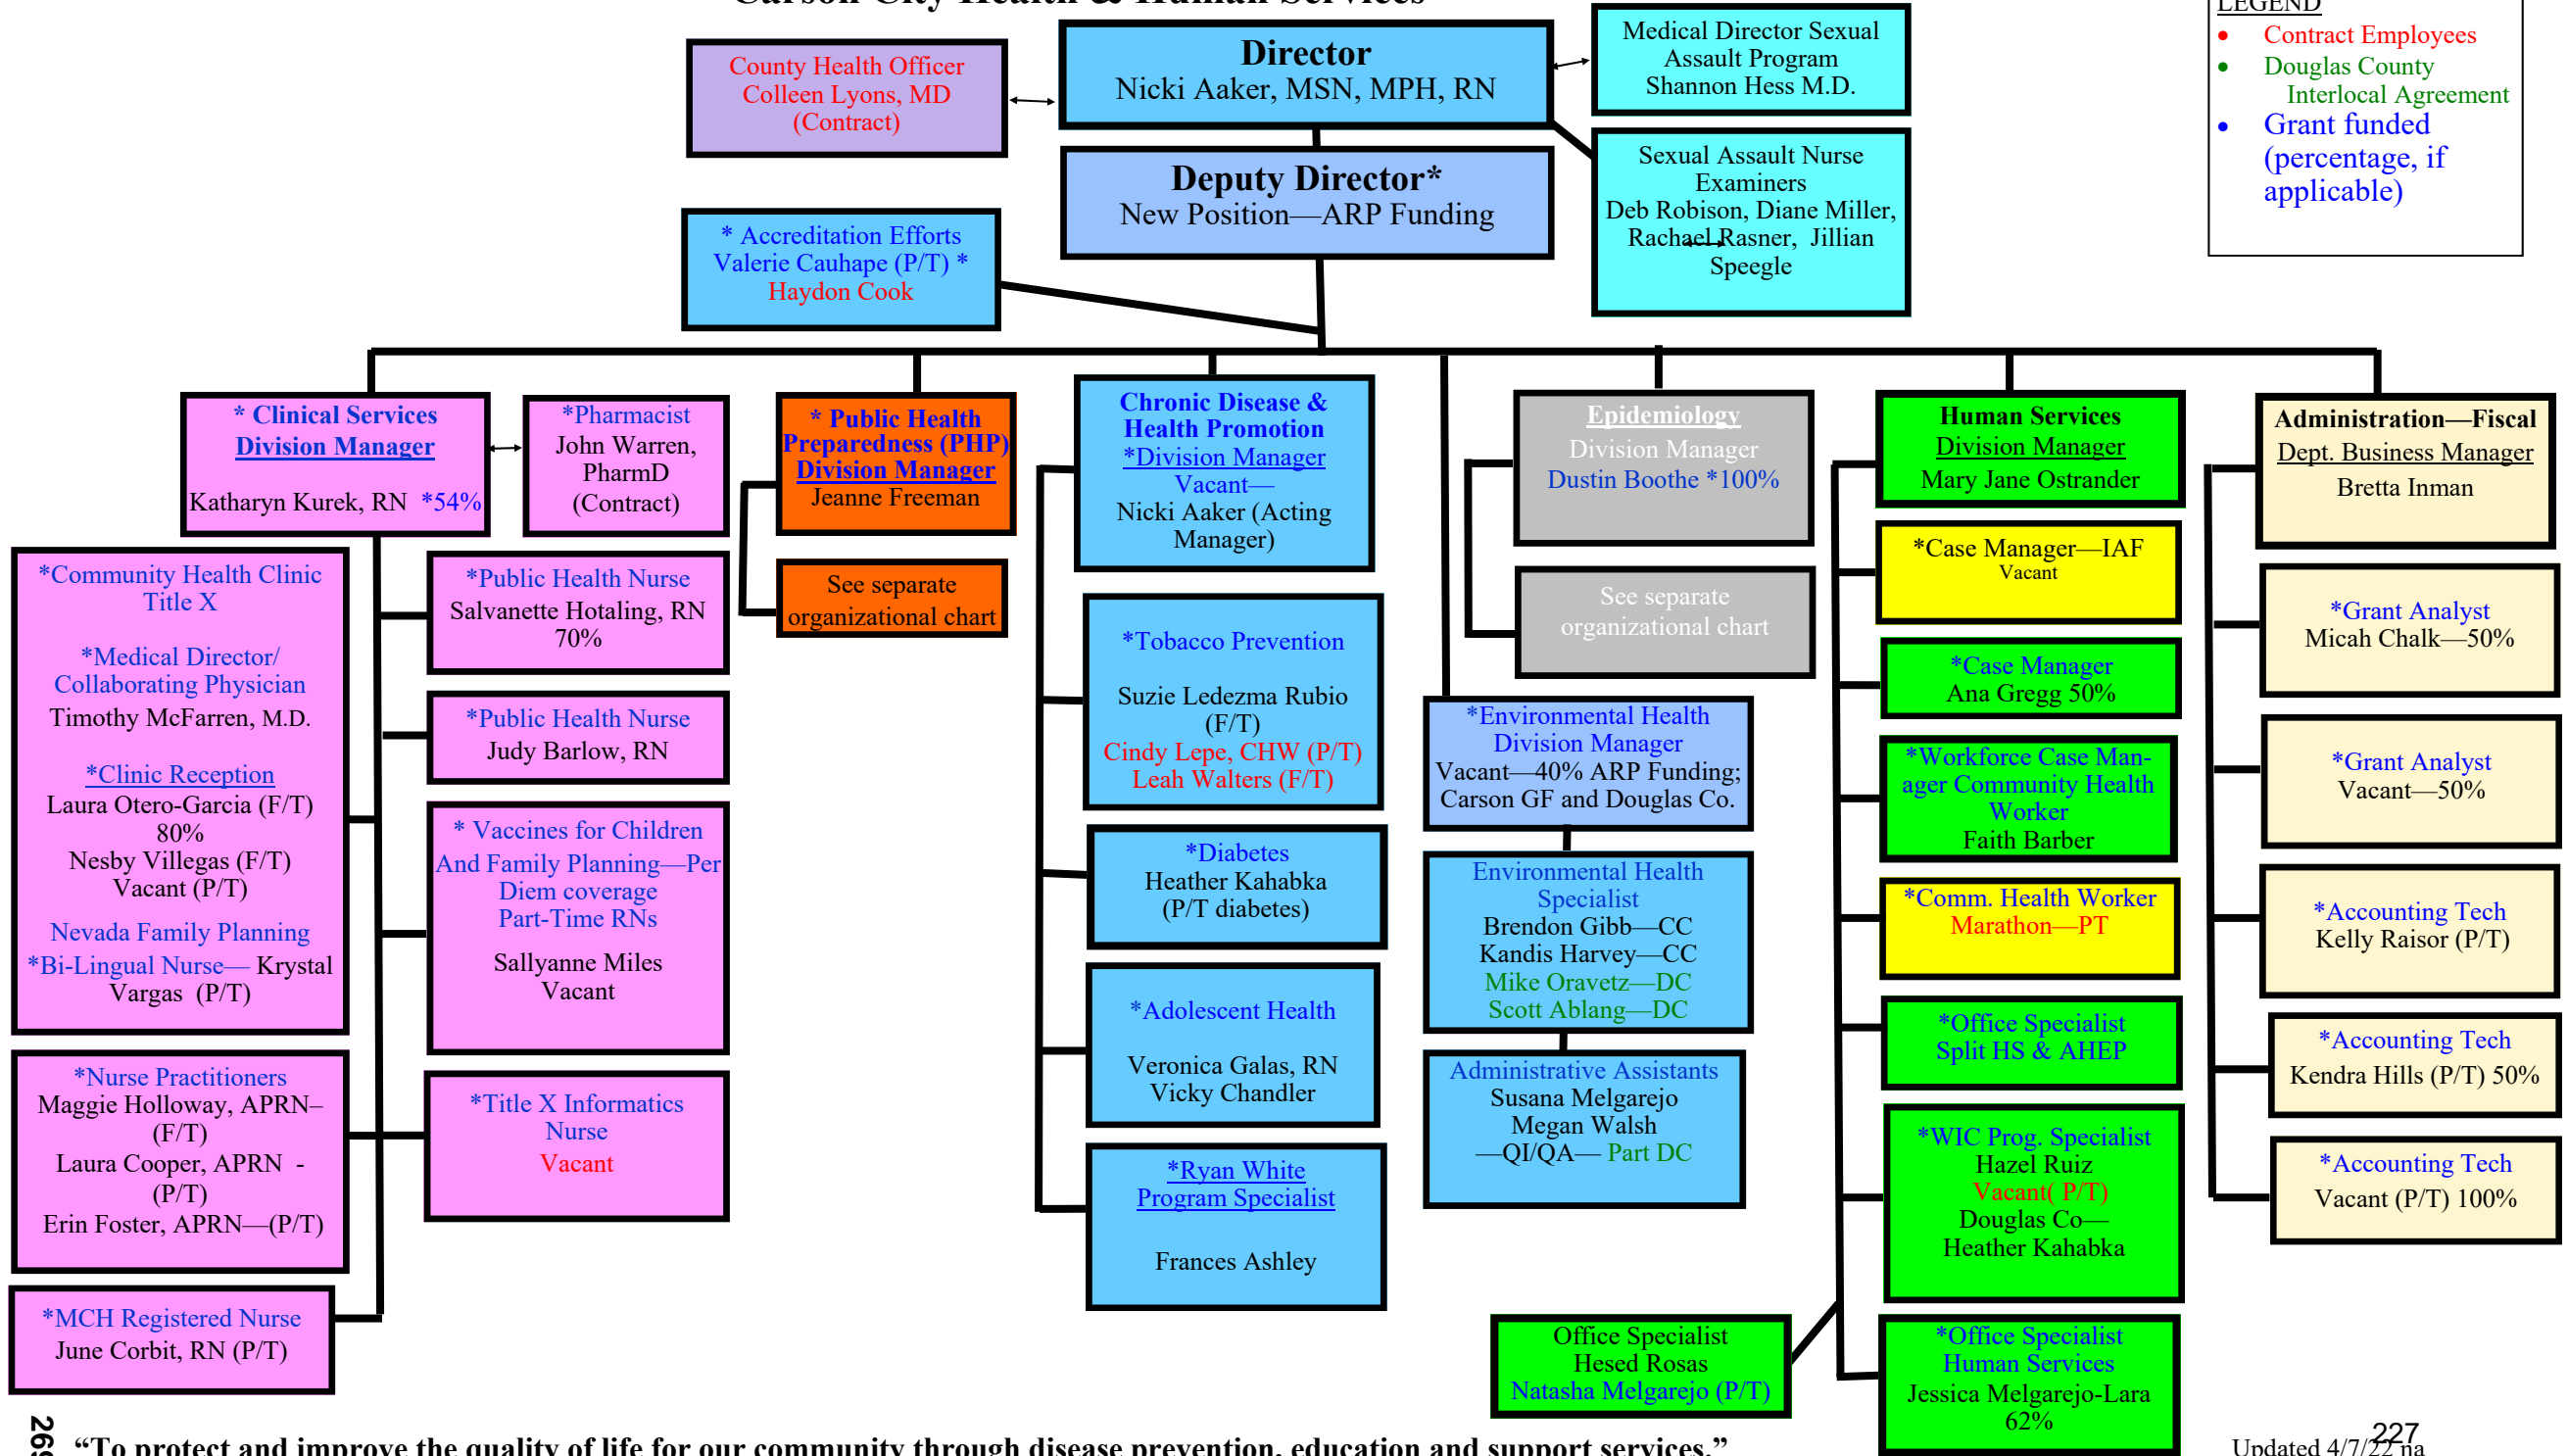 Carson City Health & Human Services
LEGEND
• Contract Employees
• Douglas County
Interlocal Agreement
• Grant funded
(percentage, if
applicable)
County Health Officer
Colleen Lyons, MD
(Contract)
Director
Nicki Aaker, MSN, MPH, RN
Medical Director Sexual
Assault Program
Shannon Hess M.D.
Deputy Director*
New Position—ARP Funding
Sexual Assault Nurse
Examiners
Deb Robison, Diane Miller,
Rachael Rasner, Jillian
Speegle
* Accreditation Efforts
Valerie Cauhape (P/T) *
Haydon Cook
* Clinical Services
Division Manager
Katharyn Kurek, RN *54%
*Pharmacist
John Warren,
PharmD
(Contract)
*Community Health Clinic
Title X
*Medical Director/
Collaborating Physician
Timothy McFarren, M.D.
*Clinic Reception
Laura Otero-Garcia (F/T)
80%
Nesby Villegas (F/T)
Vacant (P/T)
Nevada Family Planning
*Bi-Lingual Nurse— Krystal
Vargas (P/T)
*Nurse Practitioners
Maggie Holloway, APRN–
(F/T)
Laura Cooper, APRN -
(P/T)
Erin Foster, APRN—(P/T)
*MCH Registered Nurse
June Corbit, RN (P/T)
*Public Health Nurse
Salvanette Hotaling, RN
70%
*Public Health Nurse
Judy Barlow, RN
* Vaccines for Children
And Family Planning—Per
Diem coverage
Part-Time RNs
Sallyanne Miles
Vacant
*Title X Informatics
Nurse
Vacant
* Public Health
Preparedness (PHP)
Division Manager
Jeanne Freeman
See separate
organizational chart
Chronic Disease &
Health Promotion
*Division Manager
Vacant—
Nicki Aaker (Acting
Manager)
*Tobacco Prevention
Suzie Ledezma Rubio
(F/T)
Cindy Lepe, CHW (P/T)
Leah Walters (F/T)
*Diabetes
Heather Kahabka
(P/T diabetes)
*Adolescent Health
Veronica Galas, RN
Vicky Chandler
*Ryan White
Program Specialist
Frances Ashley
Epidemiology
Division Manager
Dustin Boothe *100%
See separate
organizational chart
*Environmental Health
Division Manager
Vacant—40% ARP Funding;
Carson GF and Douglas Co.
Environmental Health
Specialist
Brendon Gibb—CC
Kandis Harvey—CC
Mike Oravetz—DC
Scott Ablang—DC
Administrative Assistants
Susana Melgarejo
Megan Walsh
—QI/QA— Part DC
Human Services
Division Manager
Mary Jane Ostrander
*Case Manager—IAF
Vacant
*Case Manager
Ana Gregg 50%
*Workforce Case Man-
ager Community Health
Worker
Faith Barber
*Comm. Health Worker
Marathon—PT
*Office Specialist
Split HS & AHEP
*WIC Prog. Specialist
Hazel Ruiz
Vacant( P/T)
Douglas Co—
Heather Kahabka
*Office Specialist
Human Services
Jessica Melgarejo-Lara
62%
Office Specialist
Hesed Rosas
Natasha Melgarejo (P/T)
Administration—Fiscal
Dept. Business Manager
Bretta Inman
*Grant Analyst
Micah Chalk—50%
*Grant Analyst
Vacant—50%
*Accounting Tech
Kelly Raisor (P/T)
*Accounting Tech
Kendra Hills (P/T) 50%
*Accounting Tech
Vacant (P/T) 100%
269
“To protect and improve the quality of life for our community through disease prevention, education and support services.”
227
Updated 4/7/22 na